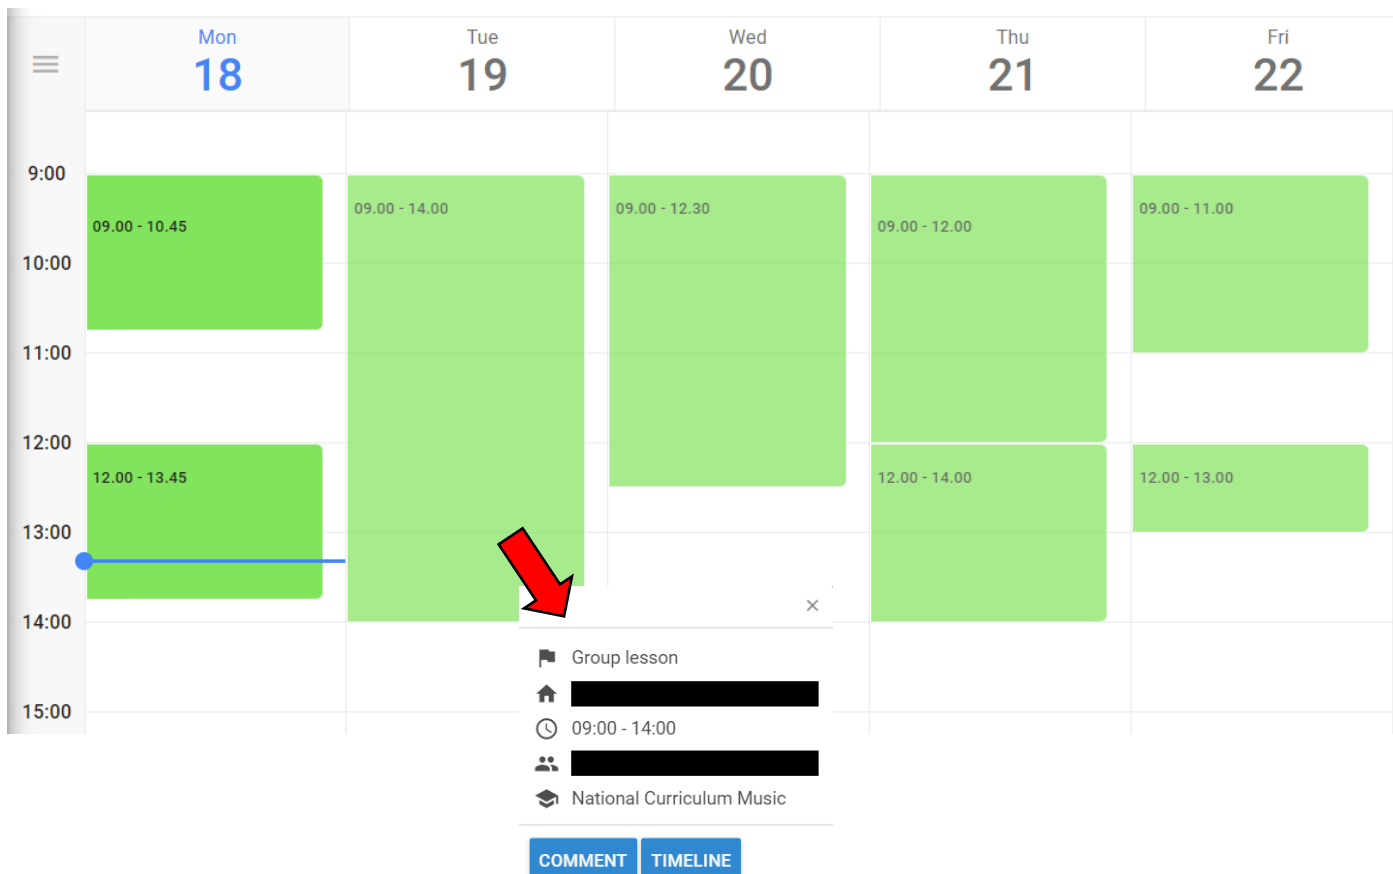 Mon Tue Wed Thu Fri
18 19 20 21 22
9:00
09.00 - 14.00 09.00 - 12.30 09.00 - 11.00
09.00 - 10.45 09.00 - 12.00
10:00
11:00
12:00
12.00 - 13.45 12.00 - 14.00 12.00 - 13.00
13:00
14:00
Group lesson
15:00
09:00 - 14:00
National Curriculum Music
COMMENT TIMELINE